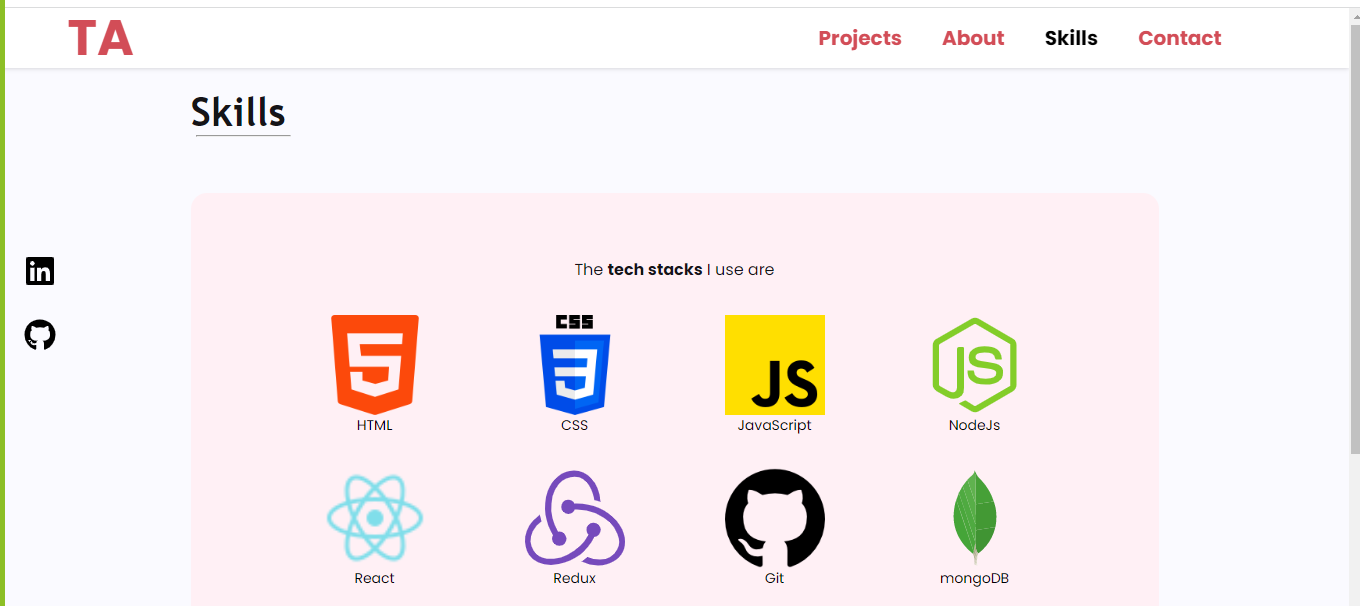 TA
Projects About Skills Contact
Skills
in
The tech stacks I use are
5
CSS
3
JS
JS
HTML CSS JavaScript NodeJs
React Redux Git mongoDB